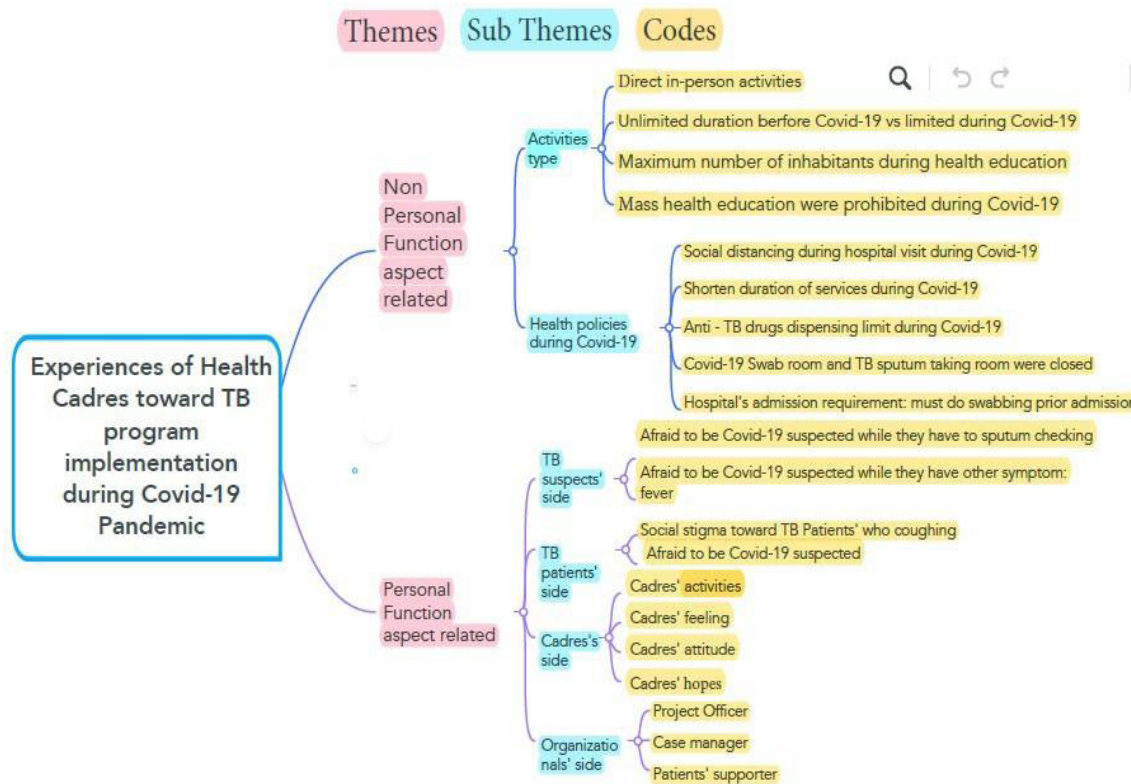 Themes Sub Themes Codes
Experiences of Health
Cadres toward TB
program
implementation
during Covid-19
Pandemic
Non
Personal
Function
aspect
related
Activities
type
Direct in-person activities
Unlimited duration berfore Covid-19 vs limited during Covid-19
Maximum number of inhabitants during health education
Mass health education were prohibited during Covid-19
Health policies
during Covid-19
Social distancing during hospital visit during Covid-19
Shorten duration of services during Covid-19
Anti - TB drugs dispensing limit during Covid-19
Covid-19 Swab room and TB sputum taking room were closed
Hospital's admission requirement: must do swabbing prior admission
Personal
Function
aspect related
TB
suspects'
side
Afraid to be Covid-19 suspected while they have to sputum checking
Afraid to be Covid-19 suspected while they have other symptom:
fever
TB
patients'
side
Social stigma toward TB Patients' who coughing
Afraid to be Covid-19 suspected
Cadres's
side
Cadres' activities
Cadres' feeling
Cadres' attitude
Cadres' hopes
Organizatio
nals' side
Project Officer
Case manager
Patients' supporter